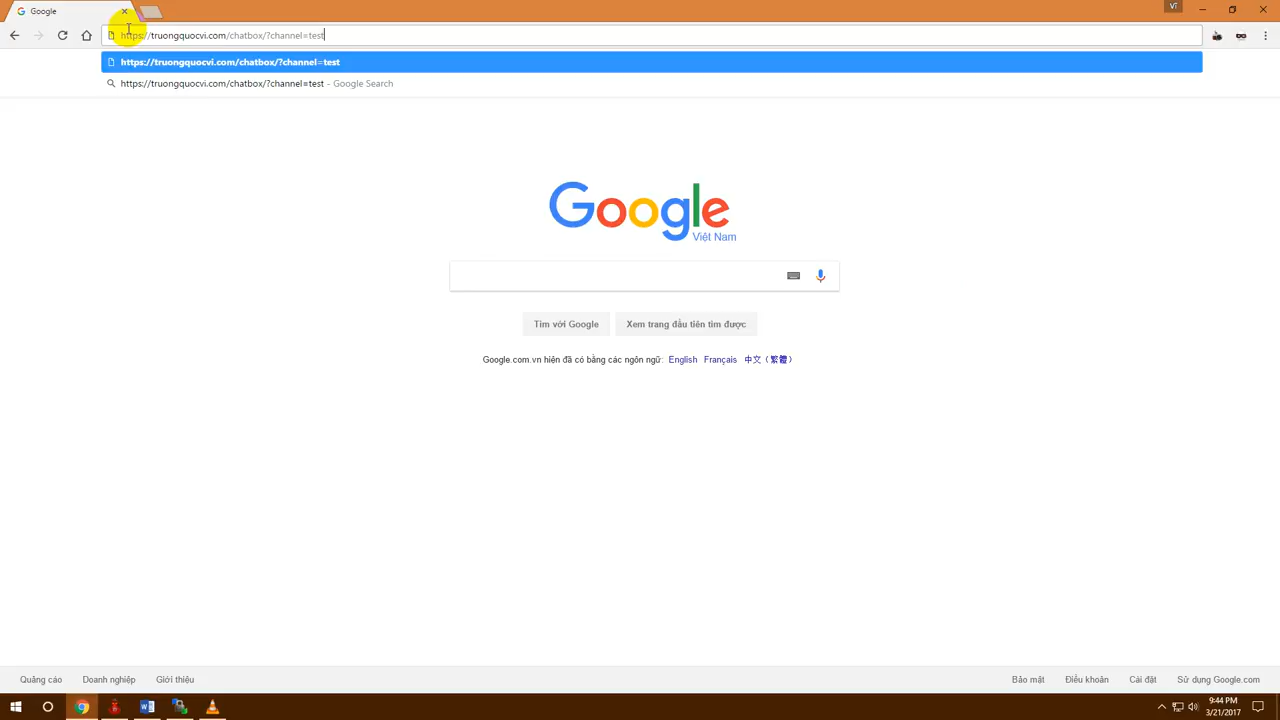 Google
VT
https://truongquocvi.com/chatbox/?channel=test
https://truongquocvi.com/chatbox/?channel=test
https://truongquocvi.com/chatbox/?channel=test - Google Search
Google
Việt Nam
Tìm với Google Xem trang đầu tiên tìm được
Google.com.vn hiện đã có bằng các ngôn ngữ: English Français 中文（繁體）
Quảng cáo Doanh nghiệp Giới thiệu Bảo mật Điều khoản Cài đặt Sử dụng Google.com
9:44 PM
3/21/2017